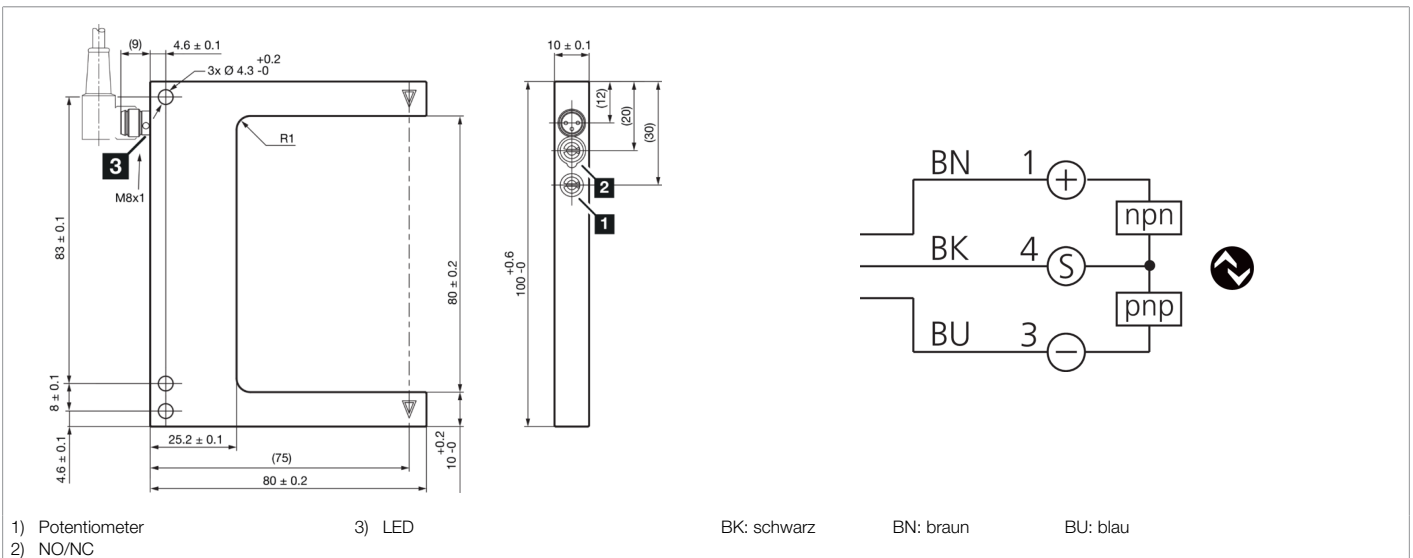 (9)
4.6 ± 0.1
3x Ø 4.3 +0.2 -0
R1
3
M8x1
83 ± 0.1
80 ± 0.2
8 ± 0.1
4.6 ± 0.1
25.2 ± 0.1
(75)
80 ± 0.2
10 +0.2 -0
10 ± 0.1
(12)
(20)
(30)
2
1
100 +0.6 -0
BN 1 +
npn
BK 4 S
pnp
BU 3 −
1) Potentiometer 3) LED BK: schwarz BN: braun BU: blau
2) NO/NC